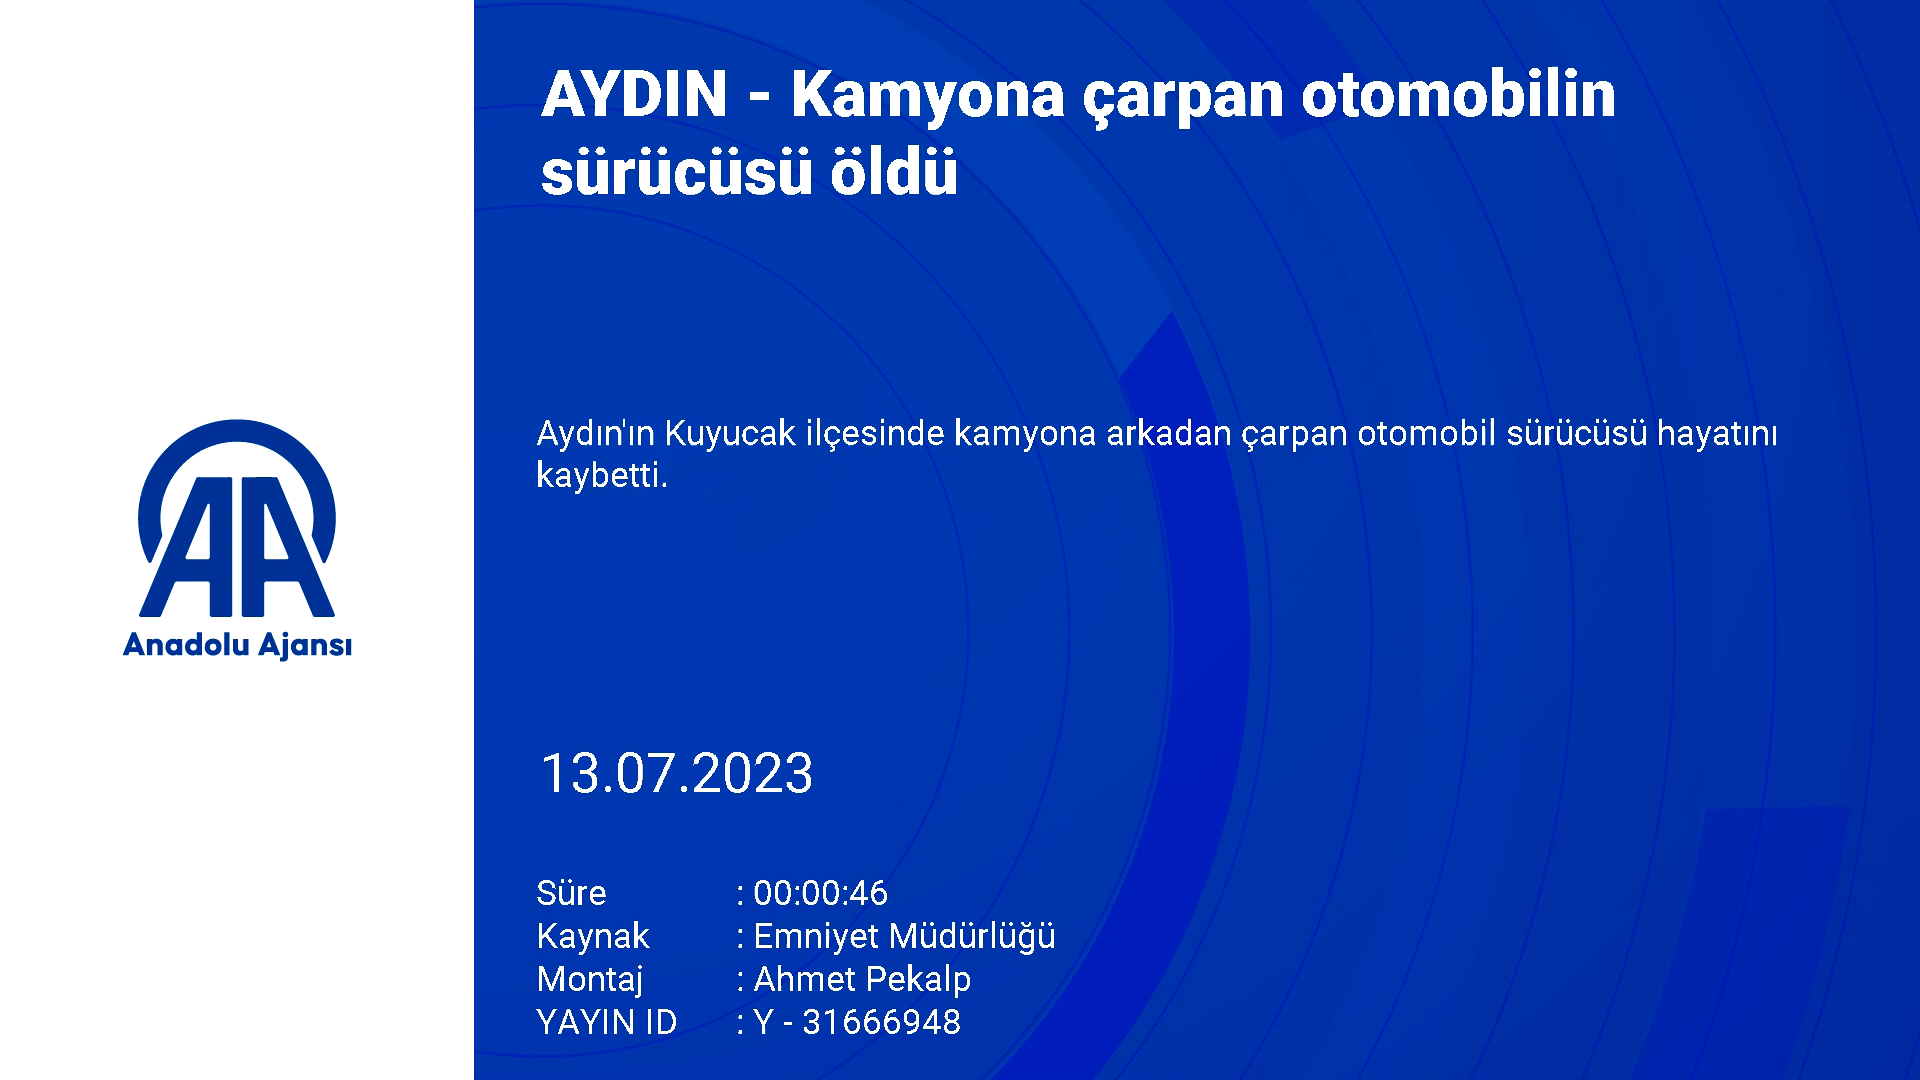 AYDIN - Kamyona çarpan otomobilin
sürücüsü öldü
Aydın'ın Kuyucak ilçesinde kamyona arkadan çarpan otomobil sürücüsü hayatını
kaybetti.
AA
Anadolu Ajansı
13.07.2023
Süre : 00:00:46
Kaynak : Emniyet Müdürlüğü
Montaj : Ahmet Pekalp
YAYIN ID : Y - 31666948